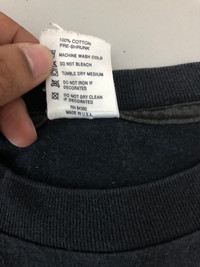 100% COTTON
PRE-SHRUNK
MACHINE WASH COLD
DO NOT BLEACH
TUMBLE DRY MEDIUM
DO NOT IRON IF
DECORATED
DO NOT DRY CLEAN
IF DECORATED
MADE IN U.S.A.